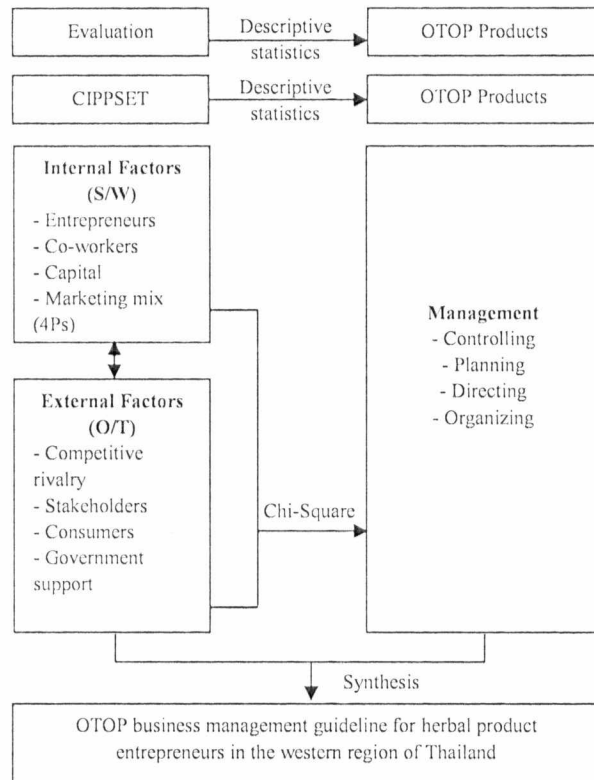 Evaluation
Descriptive
statistics
OTOP Products
CIPPSET
Descriptive
statistics
OTOP Products
Internal Factors
(S/W)
- Entrepreneurs
- Co-workers
- Capital
- Marketing mix
(4Ps)
External Factors
(O/T)
- Competitive
rivalry
- Stakeholders
- Consumers
- Government
support
Chi-Square
Management
- Controlling
- Planning
- Directing
- Organizing
Synthesis
OTOP business management guideline for herbal product
entrepreneurs in the western region of Thailand